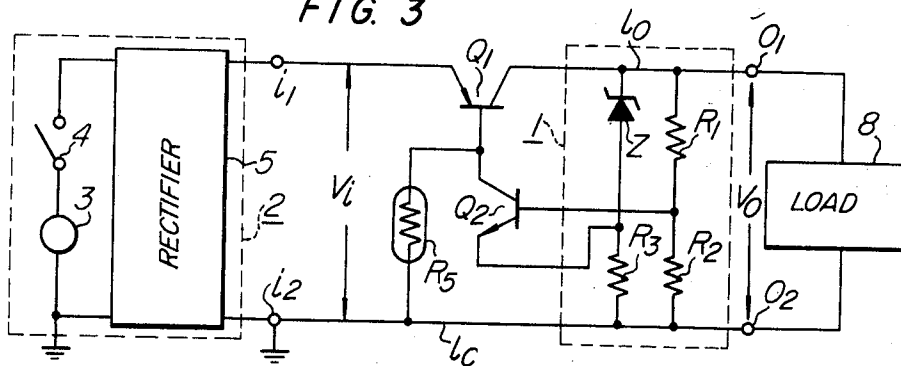 FIG. 3
i1
Q1
lO
O1
4
5
3
2
RECTIFIER
Vi
1
Z
R1
8
VO
LOAD
Q2
R5
R3
R2
i2
lC
O2